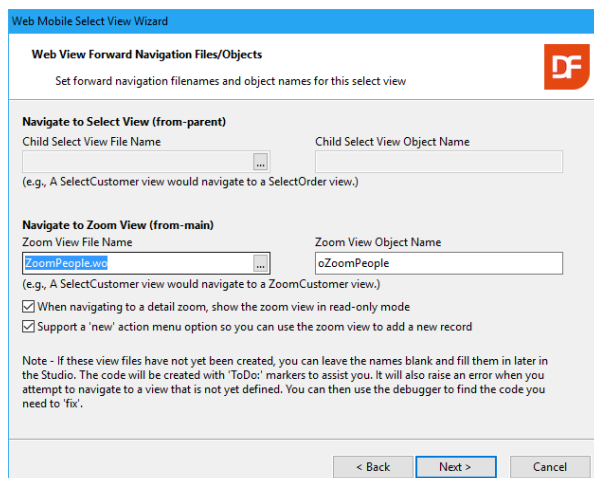 Web Mobile Select View Wizard
Web View Forward Navigation Files/Objects
Set forward navigation filenames and object names for this select view
DF
Navigate to Select View (from-parent)
Child Select View File Name Child Select View Object Name
...
(e.g., A SelectCustomer view would navigate to a SelectOrder view.)
Navigate to Zoom View (from-main)
Zoom View File Name Zoom View Object Name
ZoomPeople.wo ... oZoomPeople
(e.g., A SelectCustomer view would navigate to a ZoomCustomer view.)
When navigating to a detail zoom, show the zoom view in read-only mode
Support a 'new' action menu option so you can use the zoom view to add a new record
Note - If these view files have not yet been created, you can leave the names blank and fill them in later in
the Studio. The code will be created with 'ToDo:' markers to assist you. It will also raise an error when you
attempt to navigate to a view that is not yet defined. You can then use the debugger to find the code you
need to 'fix'.
< Back Next > Cancel